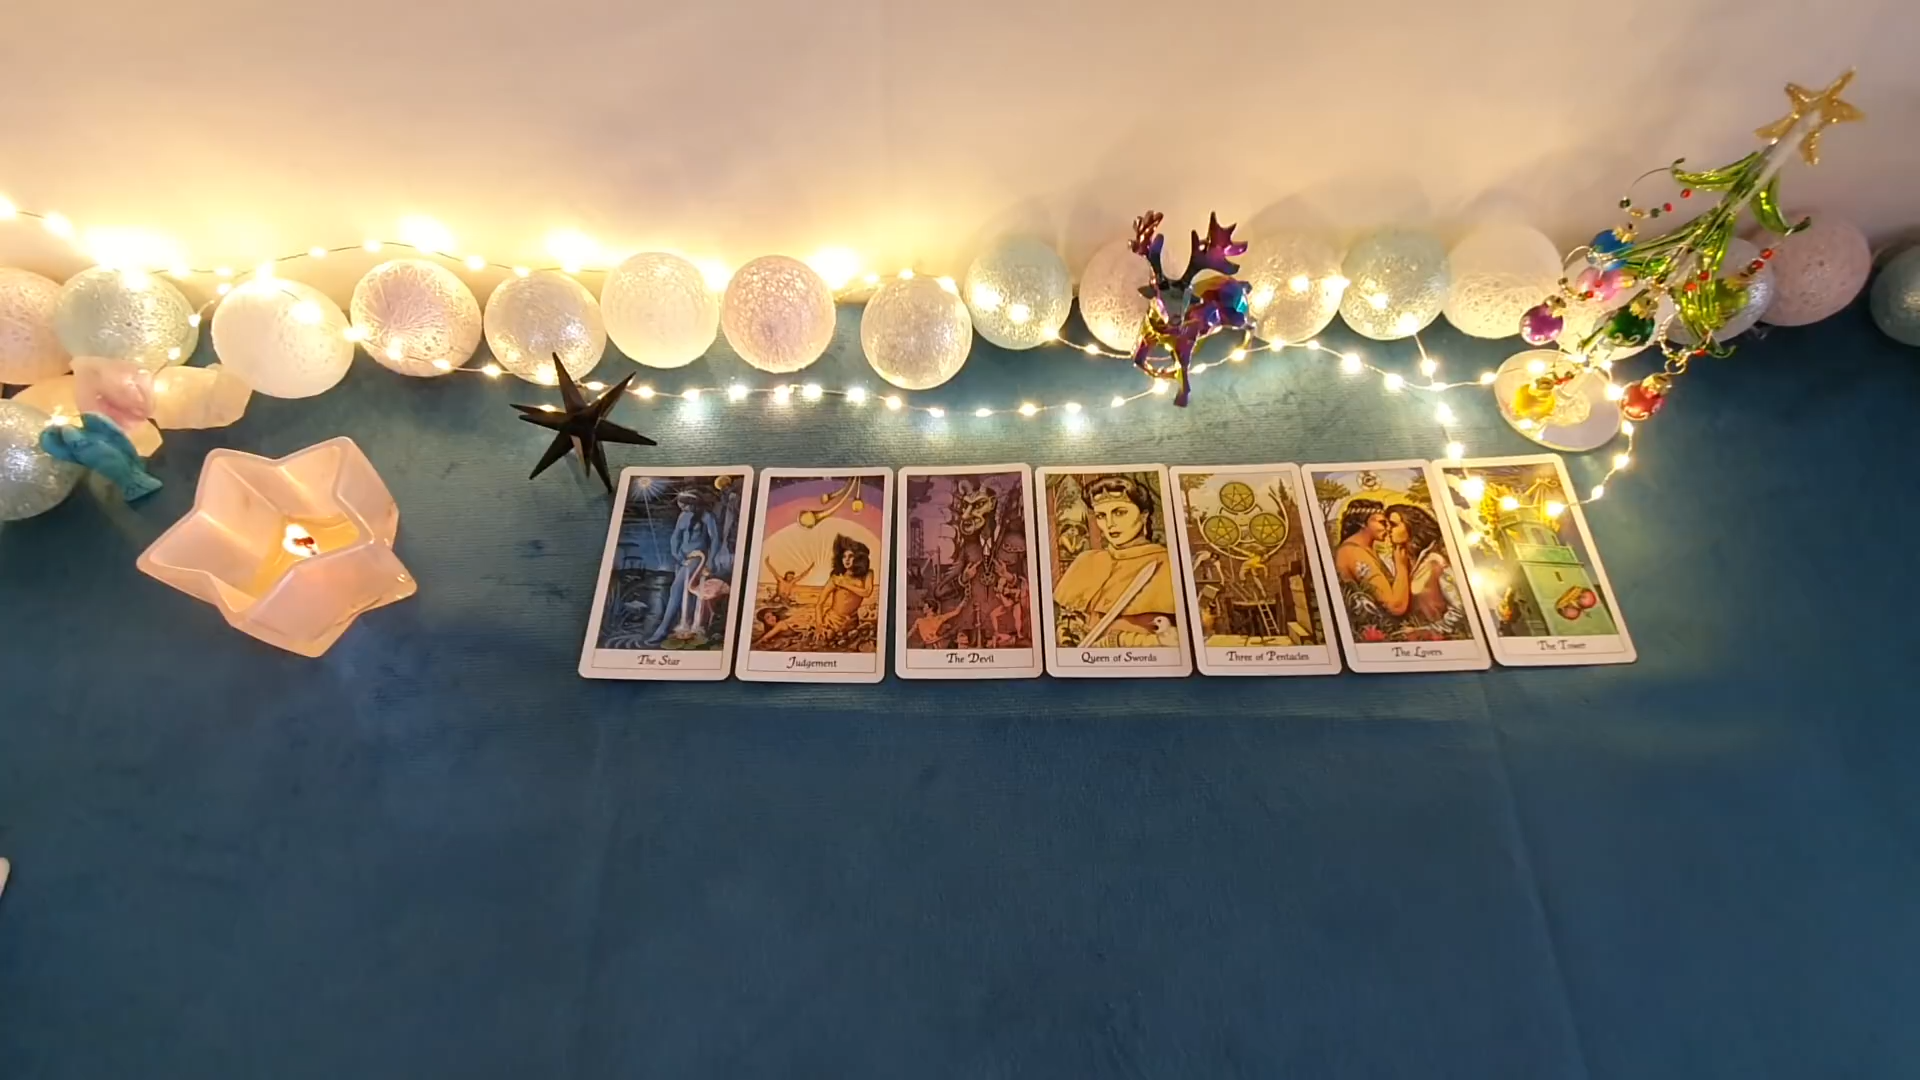 The Star
Judgement
The Devil
Queen of Swords
Three of Pentacles
The Lovers
The Tower